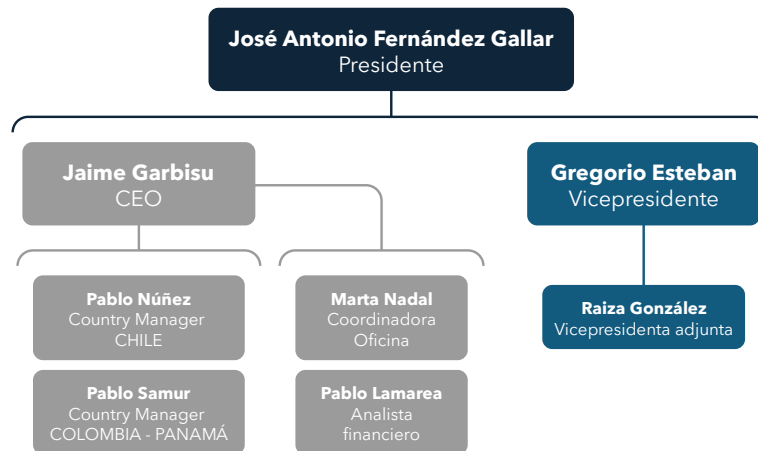 José Antonio Fernández Gallar
Presidente
Jaime Garbisu
CEO
Gregorio Esteban
Vicepresidente
Pablo Núñez
Country Manager
CHILE
Marta Nadal
Coordinadora
Oficina
Raiza González
Vicepresidenta adjunta
Pablo Samur
Country Manager
COLOMBIA - PANAMÁ
Pablo Lamarea
Analista
financiero